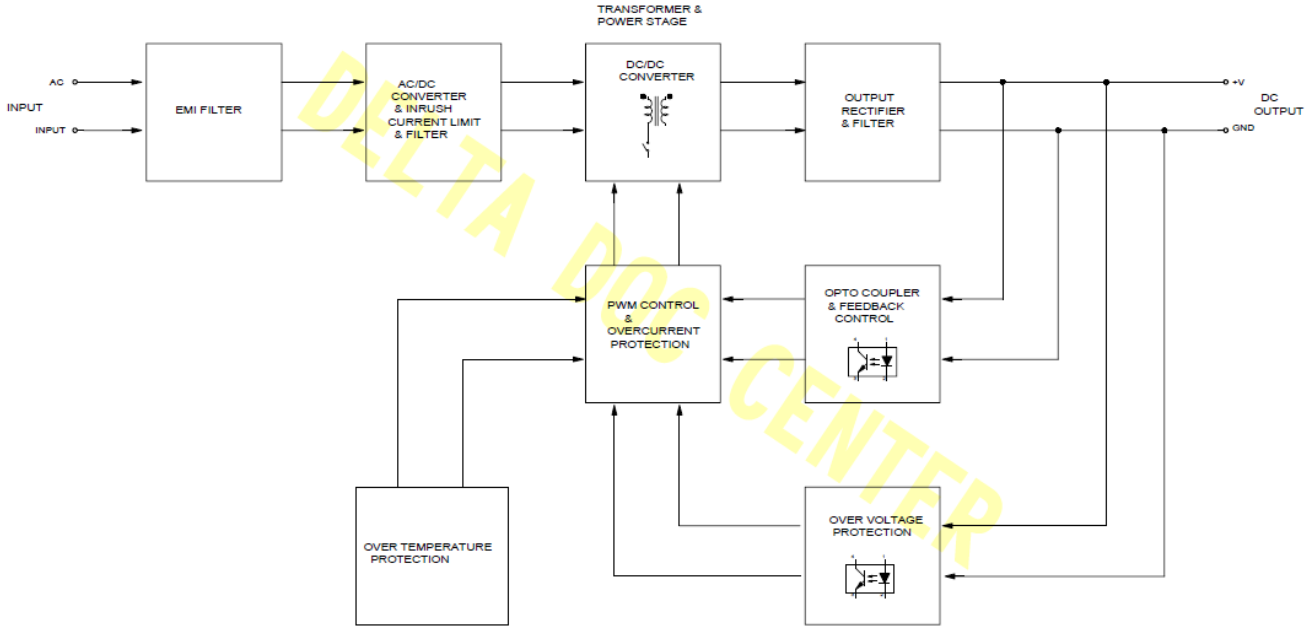 TRANSFORMER &
POWER STAGE
AC
INPUT
INPUT
EMI FILTER
AC/DC
CONVERTER
& INRUSH
CURRENT LIMIT
& FILTER
DC/DC
CONVERTER
OUTPUT
RECTIFIER
& FILTER
+V
DC
OUTPUT
GND
PWM CONTROL
&
OVERCURRENT
PROTECTION
OPTO COUPLER
& FEEDBACK
CONTROL
OVER TEMPERATURE
PROTECTION
OVER VOLTAGE
PROTECTION
DELTA DOC CENTER